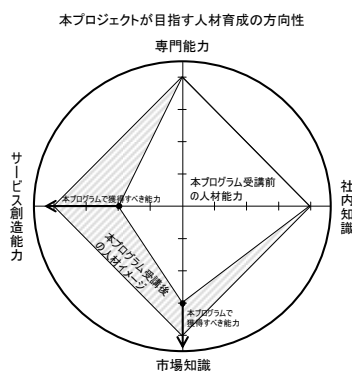 本プロジェクトが目指す人材育成の方向性
専門能力
サービス創造能力
本プログラムで獲得すべき能力
本プログラム受講前
の人材能力
社内知識
本プログラム受講後
の人材イメージ
本プログラムで
獲得すべき能力
市場知識